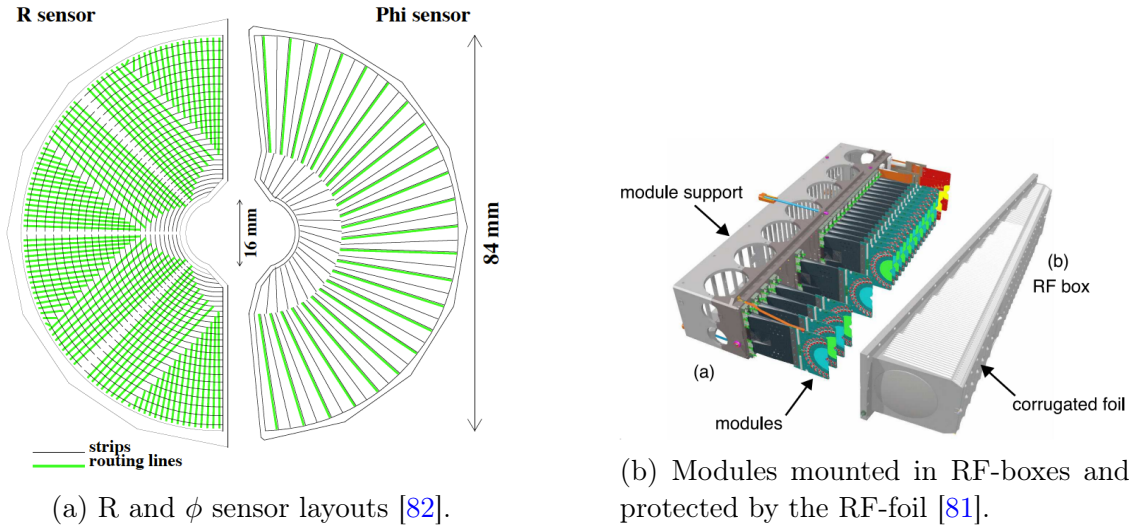 R sensor
Phi sensor
16 mm
84 mm
strips
routing lines
(a) R and ϕ sensor layouts [82].
module support
(b)
RF box
(a)
corrugated foil
modules
(b) Modules mounted in RF-boxes and
protected by the RF-foil [81].